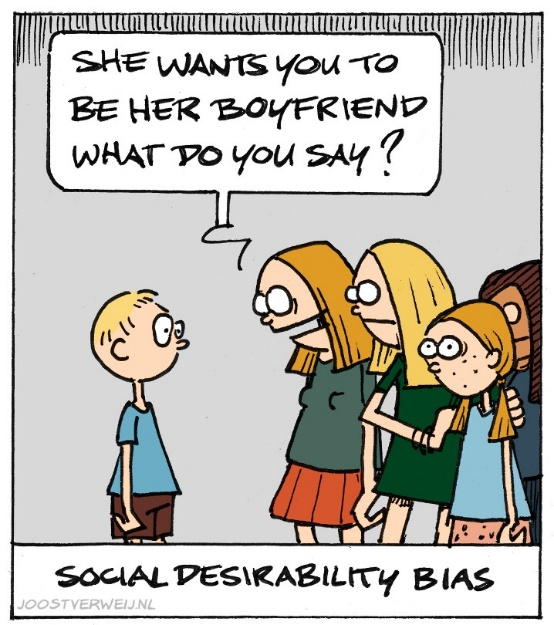 SHE WANTS YOU TO
BE HER BOYFRIEND
WHAT DO YOU SAY?
SOCIAL DESIRABILITY BIAS
JOOSTVERWEIJ.NL